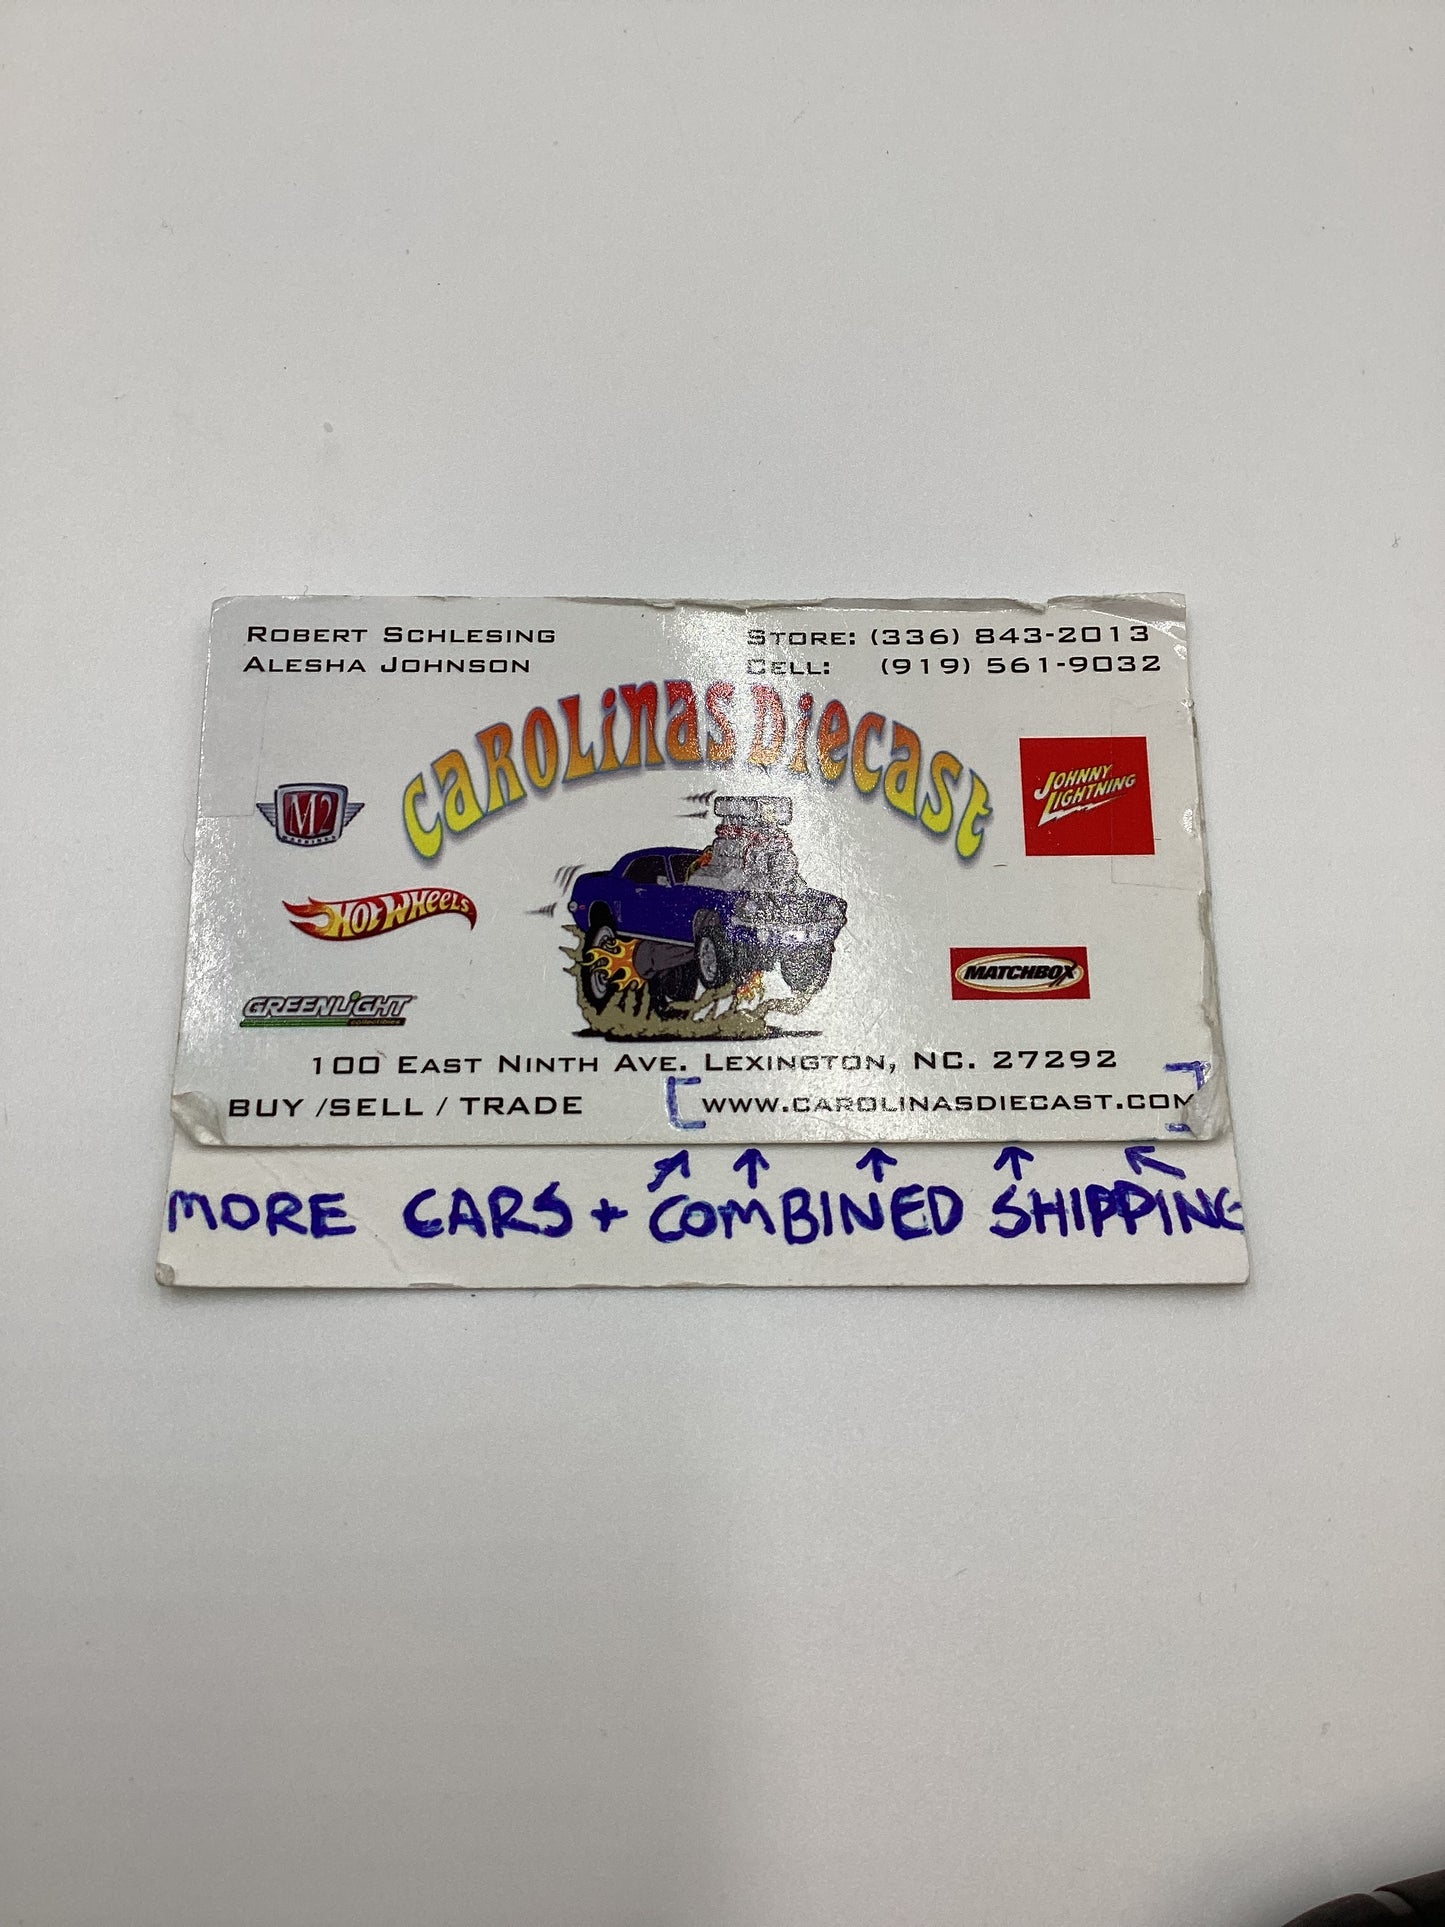 ROBERT SCHLESING
ALESHA JOHNSON
STORE: (336) 843-2013
CELL: (919) 561-9032
CAROLINAS DIECAST
M2
JOHNNY
LIGHTNING
HOT WHEELS
MATCHBOX
GREENLIGHT
collectibles
100 EAST NINTH AVE. LEXINGTON, NC. 27292
BUY /SELL / TRADE
WWW.CAROLINASDIECAST.COM
MORE CARS + COMBINED SHIPPING